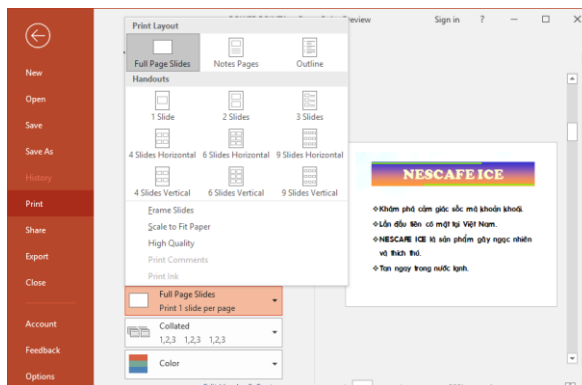 Print Layout
Full Page Slides
Notes Pages
Outline
Handouts
1 Slide
2 Slides
3 Slides
4 Slides Horizontal
6 Slides Horizontal
9 Slides Horizontal
4 Slides Vertical
6 Slides Vertical
9 Slides Vertical
Frame Slides
Scale to Fit Paper
High Quality
Print Comments
Print Ink
Full Page Slides
Print 1 slide per page
Collated
1,2,3 1,2,3 1,2,3
Color
New
Open
Save
Save As
History
Print
Share
Export
Close
Account
Feedback
Options
Sign in ?
NESCAFE ICE
Khám phá cảm giác sốc mà khoản khoái.
Lần đầu tiên có mặt tại Việt Nam.
NESCAFE ICE là sản phẩm gây ngạc nhiên
và thích thú.
Tan ngay trong nước lạnh.